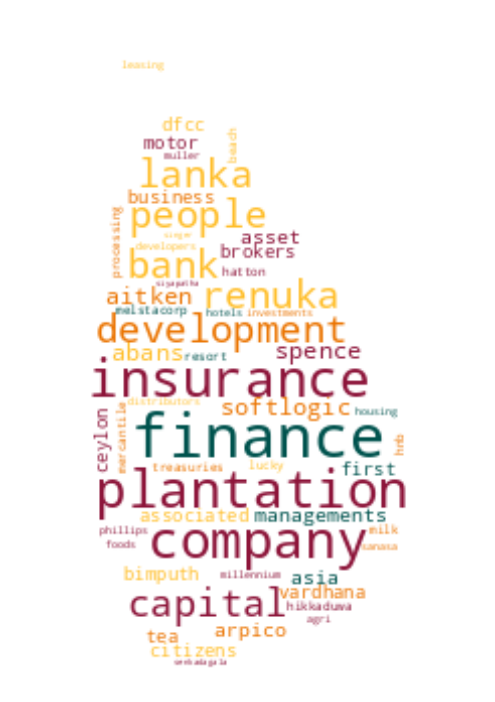 leasing
dfcc
beach
motor
muller
lanka
business
people
processing
singer
asset
developers
brokers
bank
hatton
siyapatha
aitken
renuka
melstacorp
hotels
investments
development
abans
resort
spence
insurance
distributors
softlogic
housing
ceylon
mercantile
finance
hnb
treasuries
lucky
first
plantation
associated
managements
phillips
milk
foods
company
sanasa
bimputh
millennium
asia
vardhana
capital
hikkaduwa
agri
tea
arpico
citizens
senkadagala